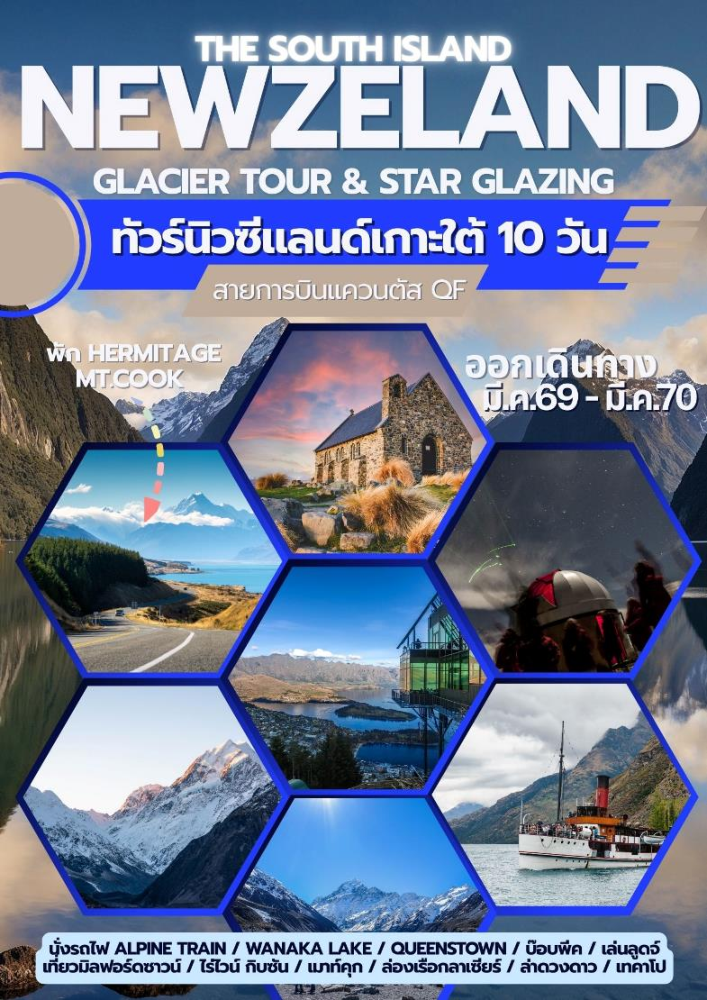 THE SOUTH ISLAND
NEWZELAND
GLACIER TOUR & STAR GLAZING
ทัวร์นิวซีแลนด์เกาะใต้ 10 วัน
สายการบินแควนตัส QF
พัก HERMITAGE
MT.COOK
ออกเดินทาง
มี.ค.69 - มี.ค.70
นั่งรถไฟ ALPINE TRAIN / WANAKA LAKE / QUEENSTOWN / บ๊อบพีค / เล่นลูดจ์
เที่ยวมิลฟอร์ดซาวน์ / ไร่ไวน์ กิบซัน / เมาท์คุก / ล่องเรือกลาเซียร์ / ล่าดวงดาว / เทคาโป